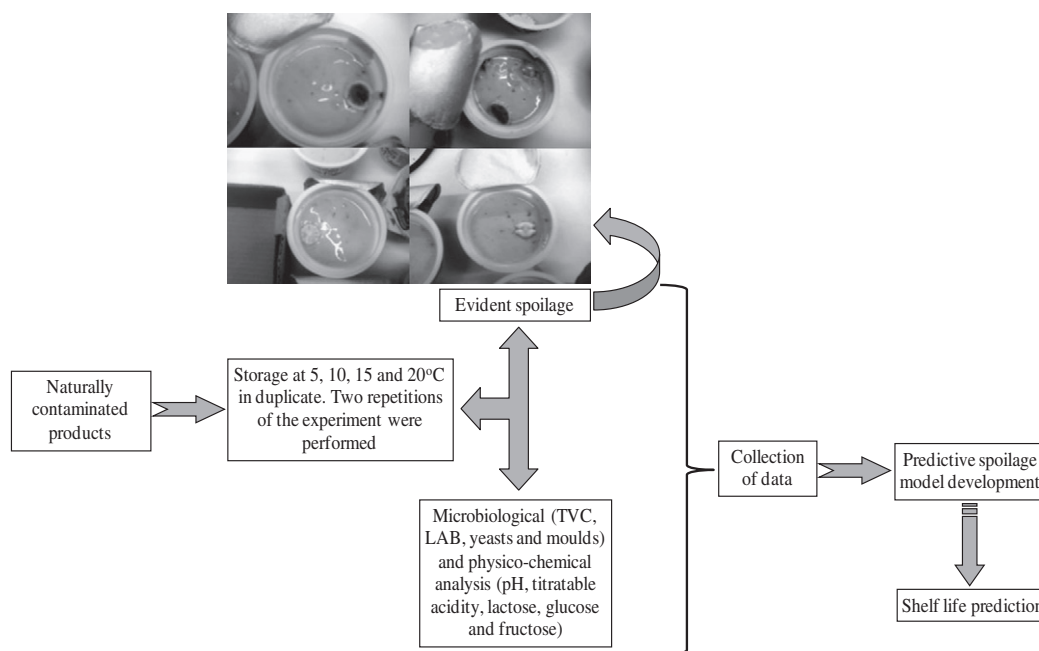 Evident spoilage
Naturally
contaminated
products
Storage at 5, 10, 15 and 20°C
in duplicate. Two repetitions
of the experiment were
performed
Microbiological (TVC,
LAB, yeasts and moulds)
and physico-chemical
analysis (pH, titratable
acidity, lactose, glucose
and fructose)
Collection
of data
Predictive spoilage
model development
Shelf life prediction